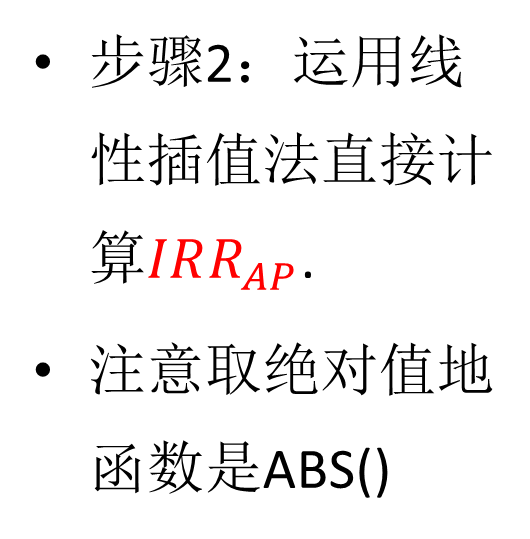 • 步骤2：运用线
性插值法直接计
算IRR_AP.
• 注意取绝对值地
函数是ABS()